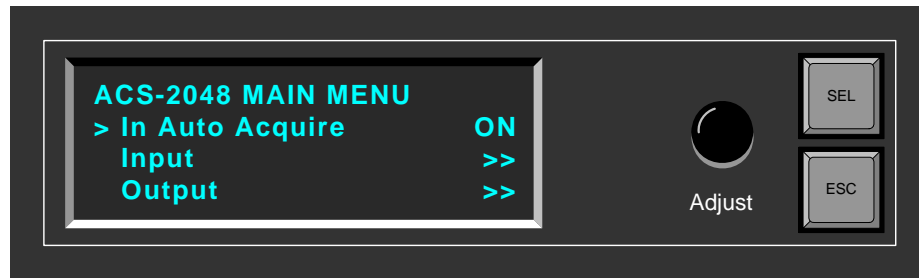 ACS-2048 MAIN MENU
> In Auto Acquire ON
Input >>
Output >>
Adjust
SEL
ESC